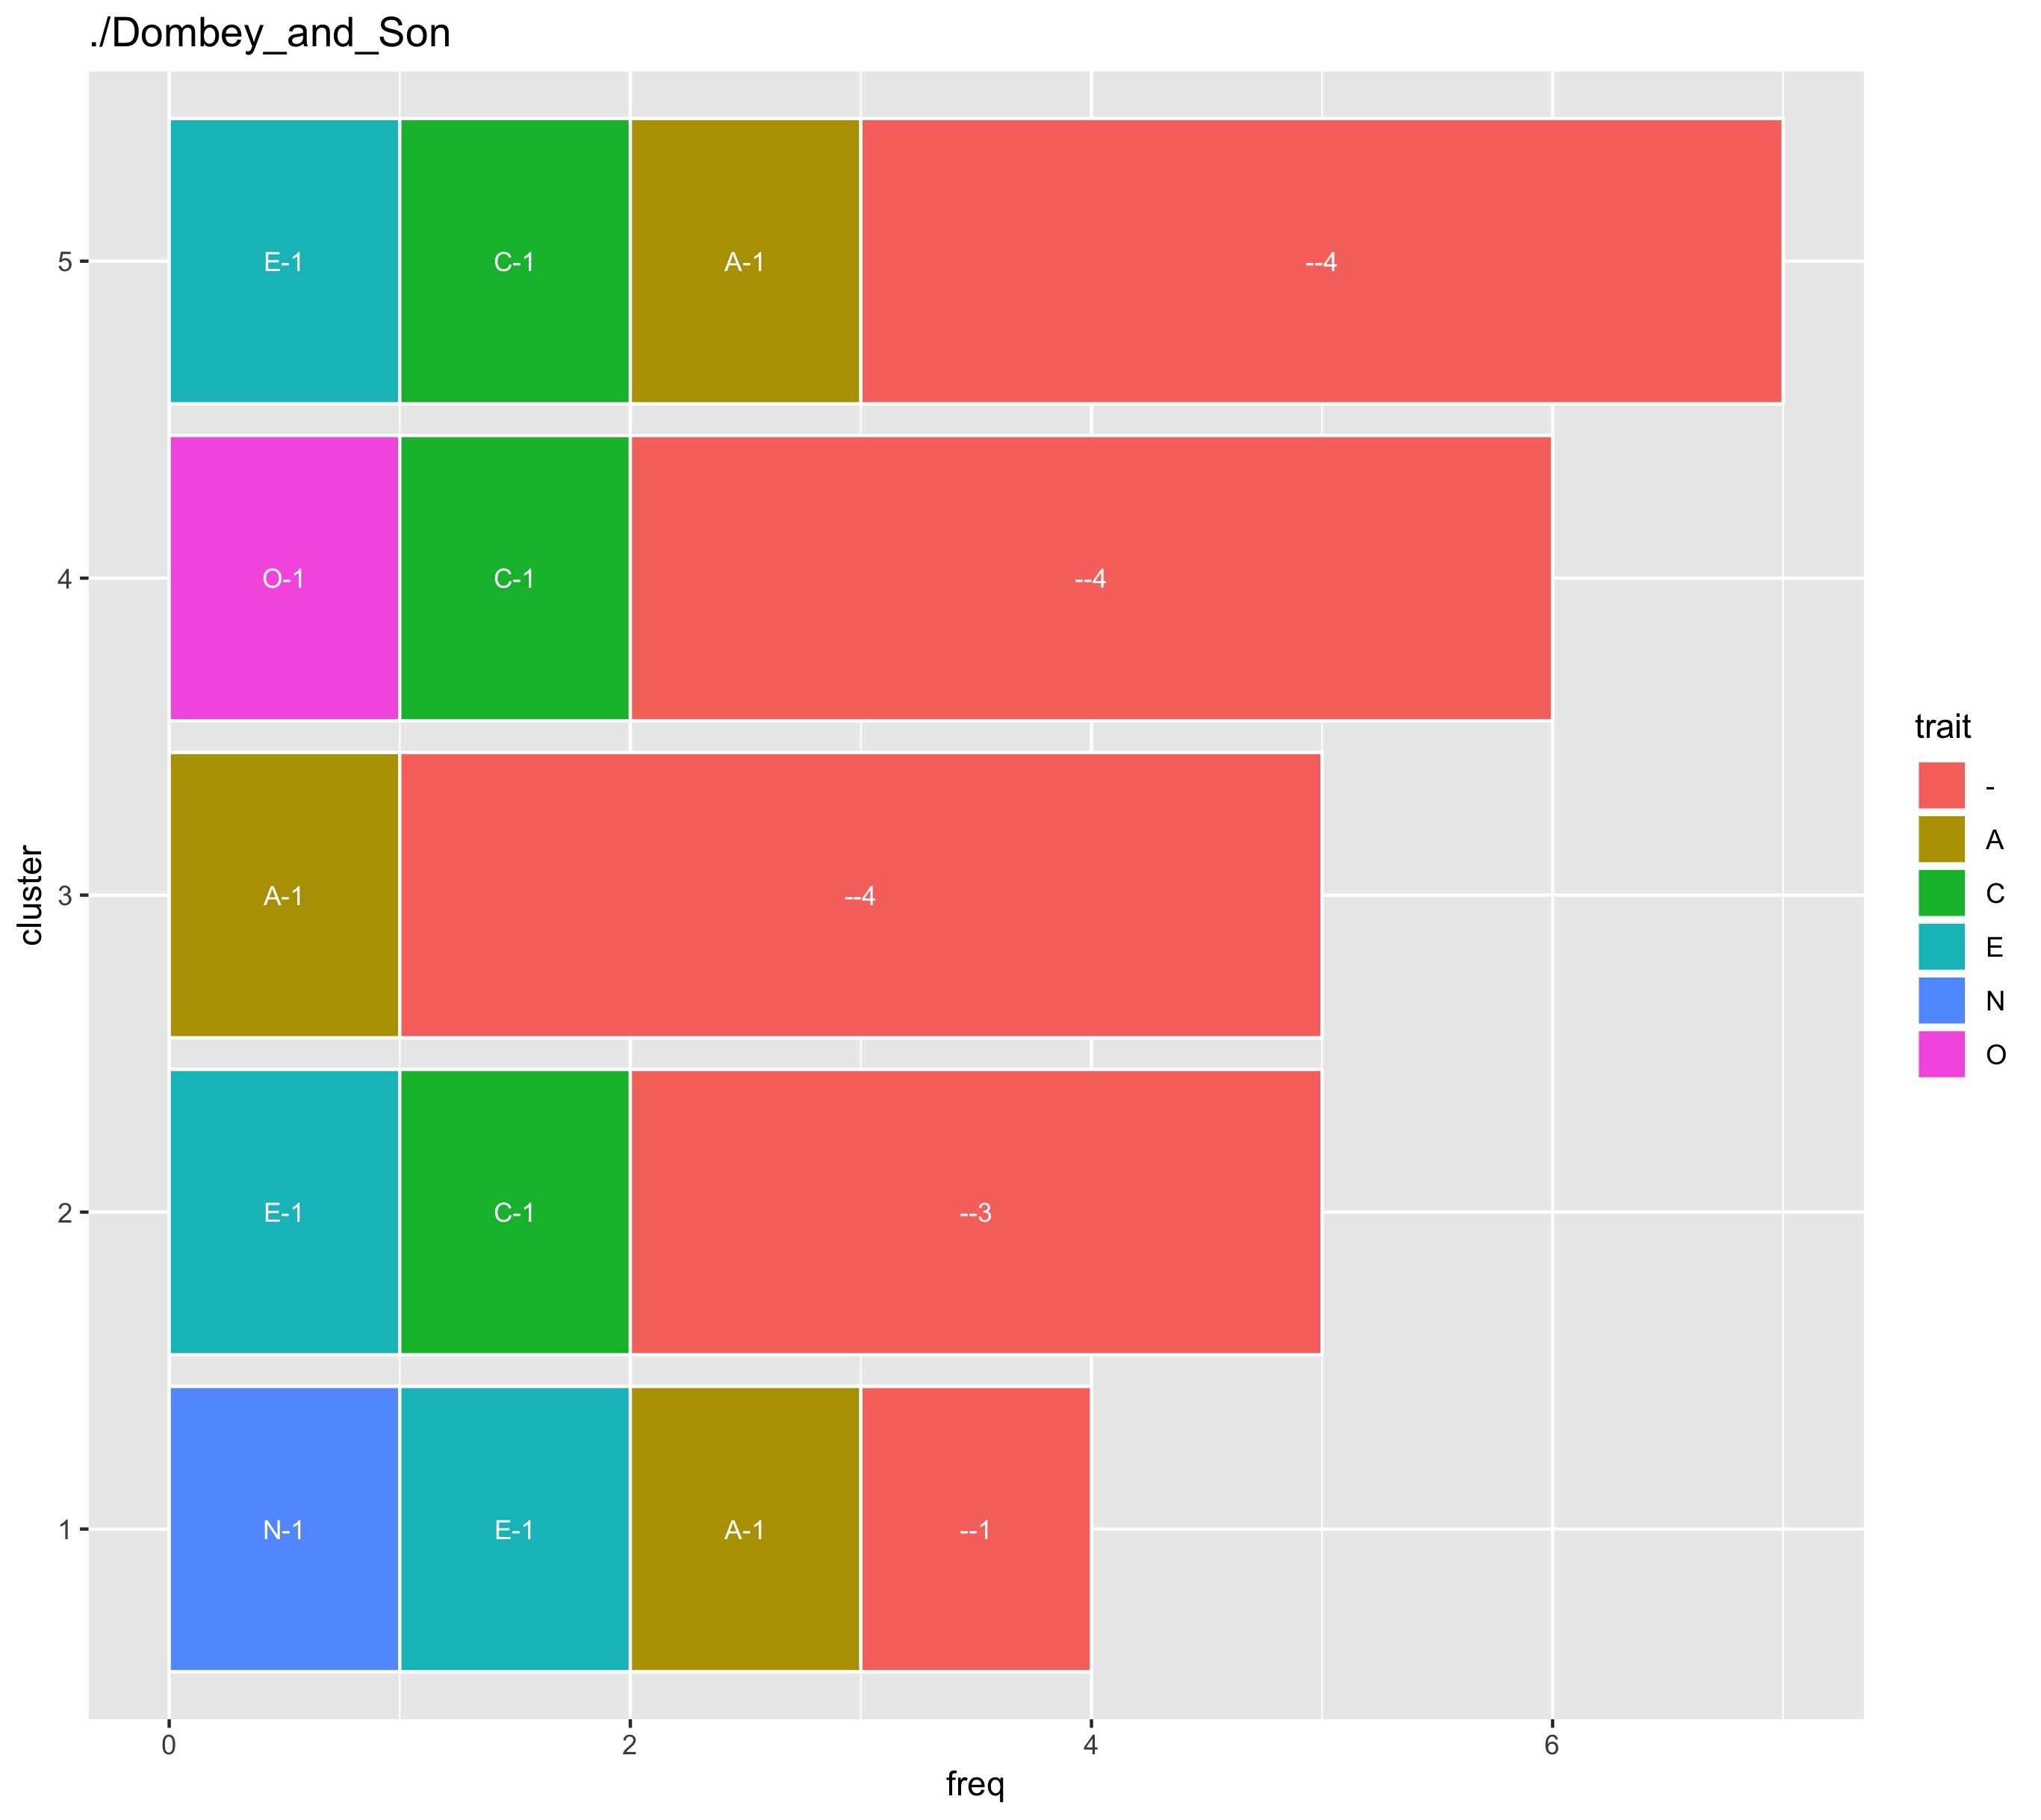 ./Dombey_and_Son
5
E-1 C-1 A-1 --4
4
O-1 C-1 --4
3
A-1 --4
2
E-1 C-1 --3
1
N-1 E-1 A-1 --1
0 2 4 6
freq
cluster
trait
-
A
C
E
N
O